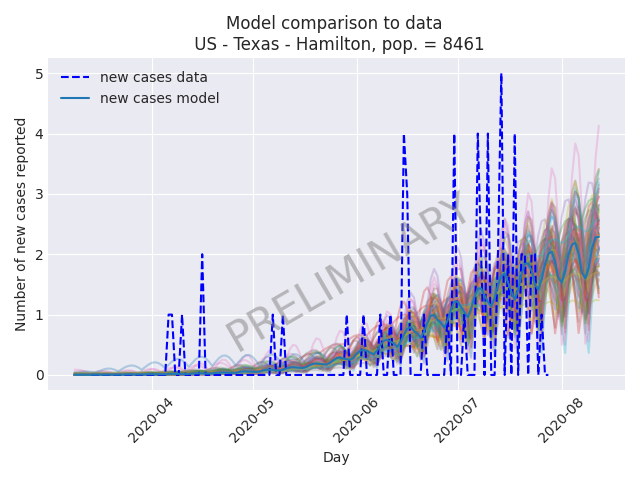 Model comparison to data
US - Texas - Hamilton, pop. = 8461
new cases data
new cases model
PRELIMINARY
Number of new cases reported
5
4
3
2
1
0
2020-04
2020-05
2020-06
2020-07
2020-08
Day